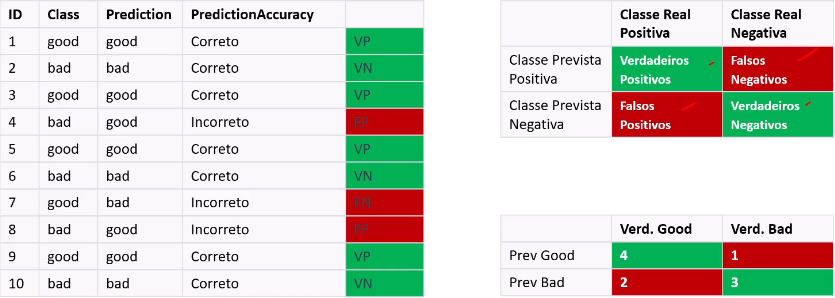 ID Class Prediction PredictionAccuracy
1 good good Correto VP
2 bad bad Correto VN
3 good good Correto VP
4 bad good Incorreto FP
5 good good Correto VP
6 bad bad Correto VN
7 good bad Incorreto FN
8 bad good Incorreto FP
9 good good Correto VP
10 bad bad Correto VN
Classe Real Positiva Classe Real Negativa
Classe Prevista Positiva Verdadeiros Positivos Falsos Negativos
Classe Prevista Negativa Falsos Positivos Verdadeiros Negativos
Verd. Good Verd. Bad
Prev Good 4 1
Prev Bad 2 3